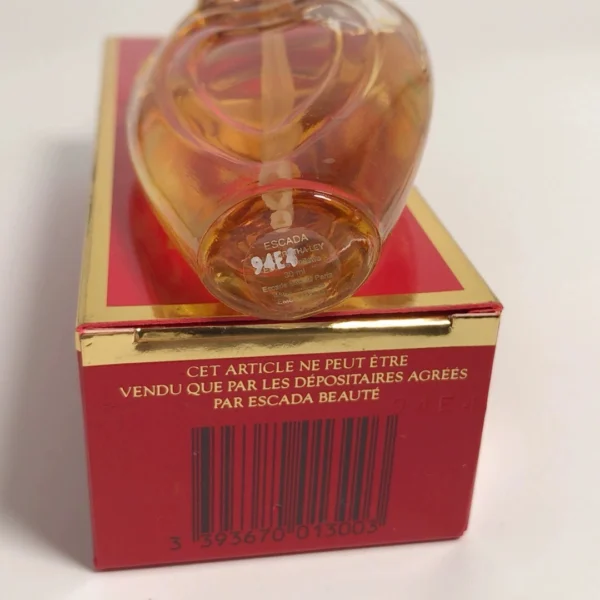 ESCADA
94E4
30 ml
CET ARTICLE NE PEUT ÊTRE
VENDU QUE PAR LES DÉPOSITAIRES AGRÉÉS
PAR ESCADA BEAUTÉ
3 393670 013003